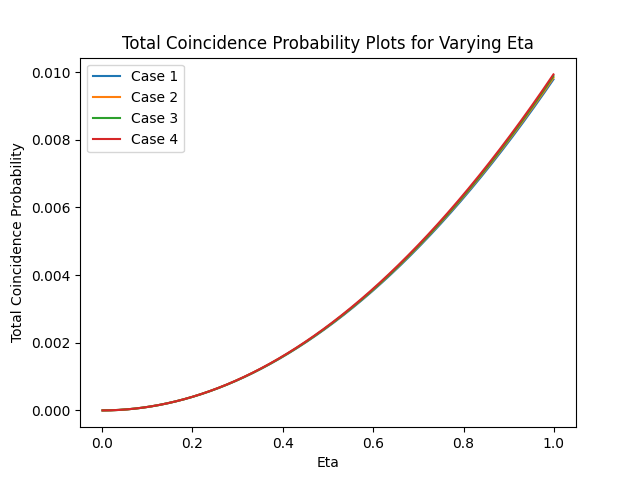 Total Coincidence Probability Plots for Varying Eta
Case 1
Case 2
Case 3
Case 4
Total Coincidence Probability
0.010
0.008
0.006
0.004
0.002
0.000
0.0 0.2 0.4 0.6 0.8 1.0
Eta